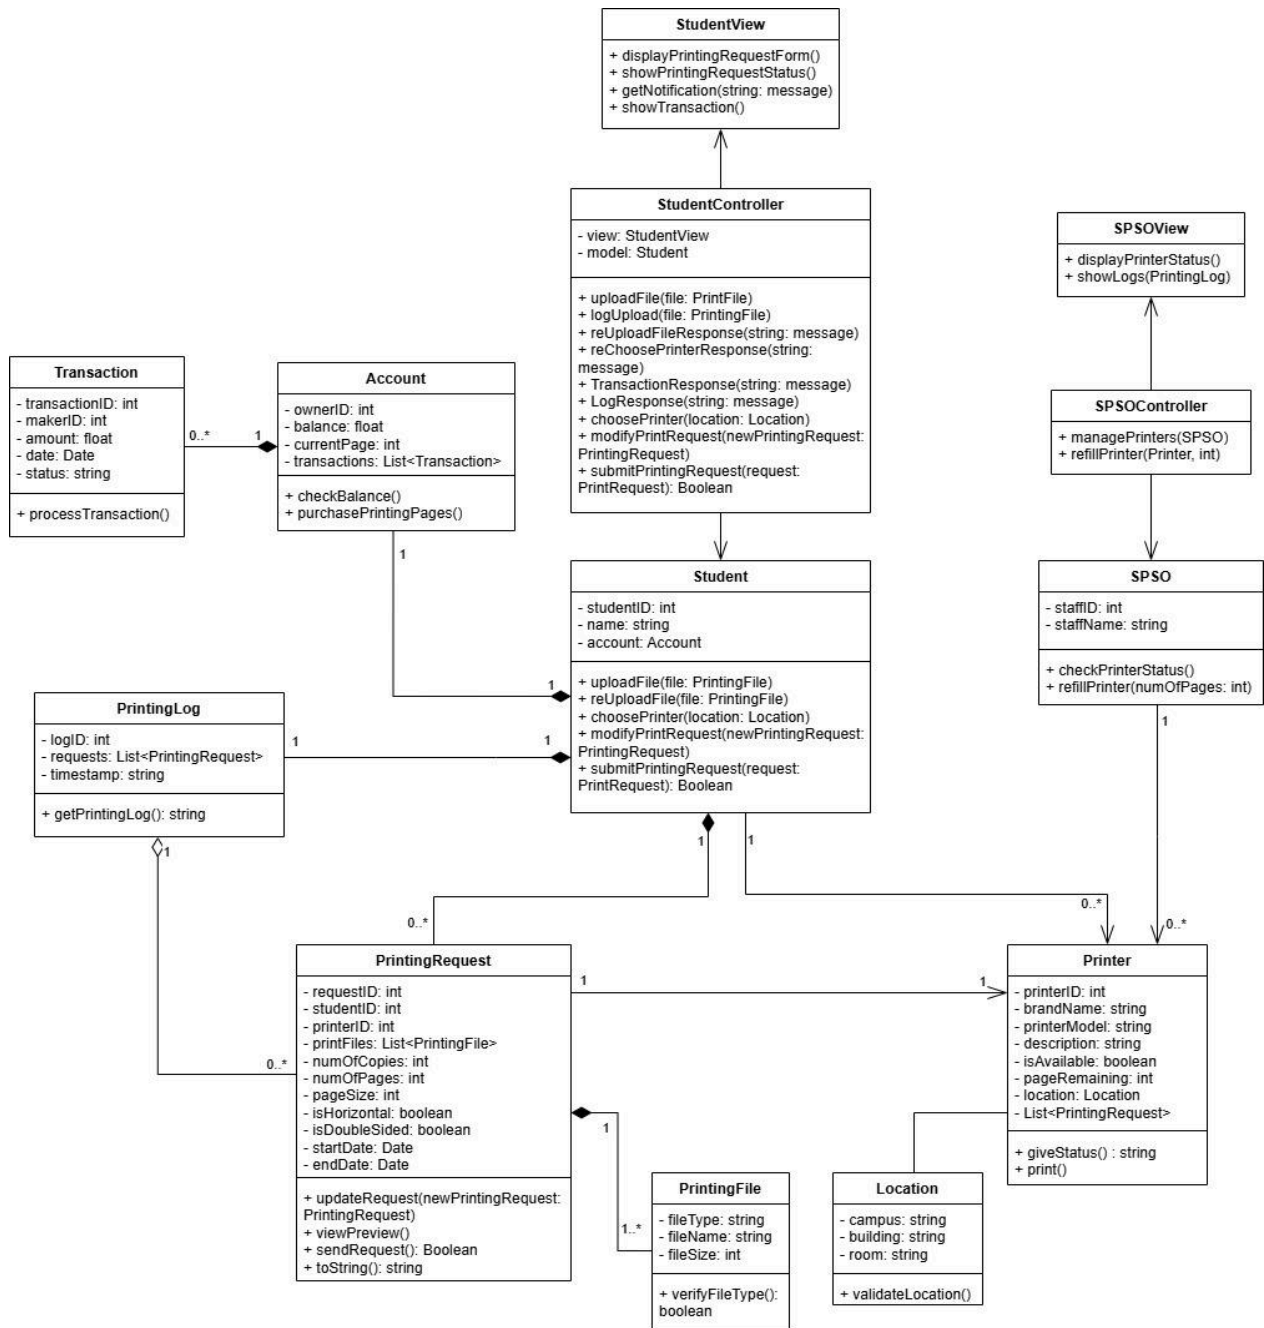 StudentView
+ displayPrintingRequestForm()
+ showPrintingRequestStatus()
+ getNotification(string: message)
+ showTransaction()
StudentController
- view: StudentView
- model: Student
+ uploadFile(file: PrintFile)
+ logUpload(file: PrintingFile)
+ reUploadFileResponse(string: message)
+ reChoosePrinterResponse(string:
message)
+ TransactionResponse(string: message)
+ LogResponse(string: message)
+ choosePrinter(location: Location)
+ modifyPrintRequest(newPrintingRequest:
PrintingRequest)
+ submitPrintingRequest(request:
PrintRequest): Boolean
SPSOView
+ displayPrinterStatus()
+ showLogs(PrintingLog)
SPSOController
+ managePrinters(SPSO)
+ refillPrinter(Printer, int)
Transaction
- transactionID: int
- makerID: int
- amount: float
- date: Date
- status: string
+ processTransaction()
0..*
1
Account
- ownerID: int
- balance: float
- currentPage: int
- transactions: List<Transaction>
+ checkBalance()
+ purchasePrintingPages()
1
1
Student
- studentID: int
- name: string
- account: Account
+ uploadFile(file: PrintingFile)
+ reUploadFile(file: PrintingFile)
+ choosePrinter(location: Location)
+ modifyPrintRequest(newPrintingRequest:
PrintingRequest)
+ submitPrintingRequest(request:
PrintRequest): Boolean
SPSO
- staffID: int
- staffName: string
+ checkPrinterStatus()
+ refillPrinter(numOfPages: int)
1
0..*
PrintingLog
- logID: int
- requests: List<PrintingRequest>
- timestamp: string
+ getPrintingLog(): string
1
1
1
0..*
1
0..*
1
0..*
PrintingRequest
- requestID: int
- studentID: int
- printerID: int
- printFiles: List<PrintingFile>
- numOfCopies: int
- numOfPages: int
- pageSize: int
- isHorizontal: boolean
- isDoubleSided: boolean
- startDate: Date
- endDate: Date
+ updateRequest(newPrintingRequest:
PrintingRequest)
+ viewPreview()
+ sendRequest(): Boolean
+ toString(): string
1
1
Printer
- printerID: int
- brandName: string
- printerModel: string
- description: string
- isAvailable: boolean
- pageRemaining: int
- location: Location
- List<PrintingRequest>
+ giveStatus() : string
+ print()
1
1..*
PrintingFile
- fileType: string
- fileName: string
- fileSize: int
+ verifyFileType():
boolean
Location
- campus: string
- building: string
- room: string
+ validateLocation()